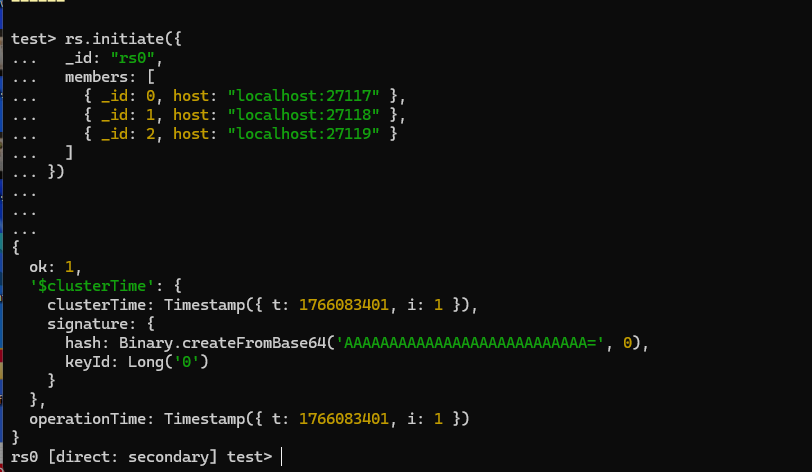 test> rs.initiate({
...   _id: "rs0",
...   members: [
...     { _id: 0, host: "localhost:27117" },
...     { _id: 1, host: "localhost:27118" },
...     { _id: 2, host: "localhost:27119" }
...   ]
... })
...
...
...
{
  ok: 1,
  '$clusterTime': {
    clusterTime: Timestamp({ t: 1766083401, i: 1 }),
    signature: {
      hash: Binary.createFromBase64('AAAAAAAAAAAAAAAAAAAAAAAAAAA=', 0),
      keyId: Long('0')
    }
  },
  operationTime: Timestamp({ t: 1766083401, i: 1 })
}
rs0 [direct: secondary] test>